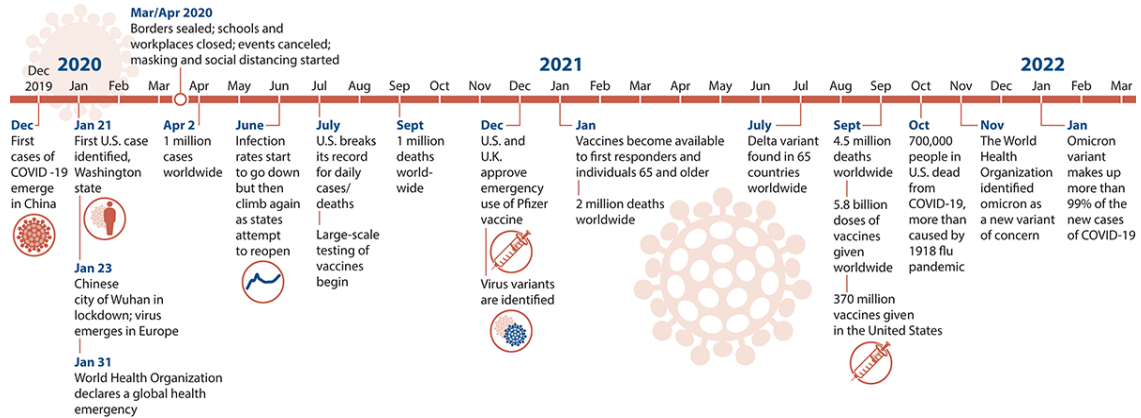 Mar/Apr 2020
Borders sealed; schools and
workplaces closed; events canceled;
masking and social distancing started
2020
2021
2022
Dec
2019
Jan
Feb
Mar
Apr
May
Jun
Jul
Aug
Sep
Oct
Nov
Dec
Jan
Feb
Mar
Apr
May
Jun
Jul
Aug
Sep
Oct
Nov
Dec
Jan
Feb
Mar
Dec
First
cases of
COVID -19
emerge
in China
Jan 21
First U.S. case
identified,
Washington
state
Jan 23
Chinese
city of Wuhan in
lockdown; virus
emerges in Europe
Jan 31
World Health Organization
declares a global health
emergency
Apr 2
1 million
cases
worldwide
June
Infection
rates start
to go down
but then
climb again
as states
attempt
to reopen
July
U.S. breaks
its record
for daily
cases/
deaths
Large-scale
testing of
vaccines
begin
Sept
1 million
deaths
world-
wide
Dec
U.S. and
U.K.
approve
emergency
use of Pfizer
vaccine
Virus variants
are identified
Jan
Vaccines become available
to first responders and
individuals 65 and older
2 million deaths
worldwide
July
Delta variant
found in 65
countries
worldwide
Sept
4.5 million
deaths
worldwide
5.8 billion
doses of
vaccines
given
worldwide
370 million
vaccines given
in the United States
Oct
700,000
people in
U.S. dead
from
COVID-19,
more than
caused by
1918 flu
pandemic
Nov
The World
Health
Organization
identified
omicron as
a new variant
of concern
Jan
Omicron
variant
makes up
more than
99% of the
new cases
of COVID-19